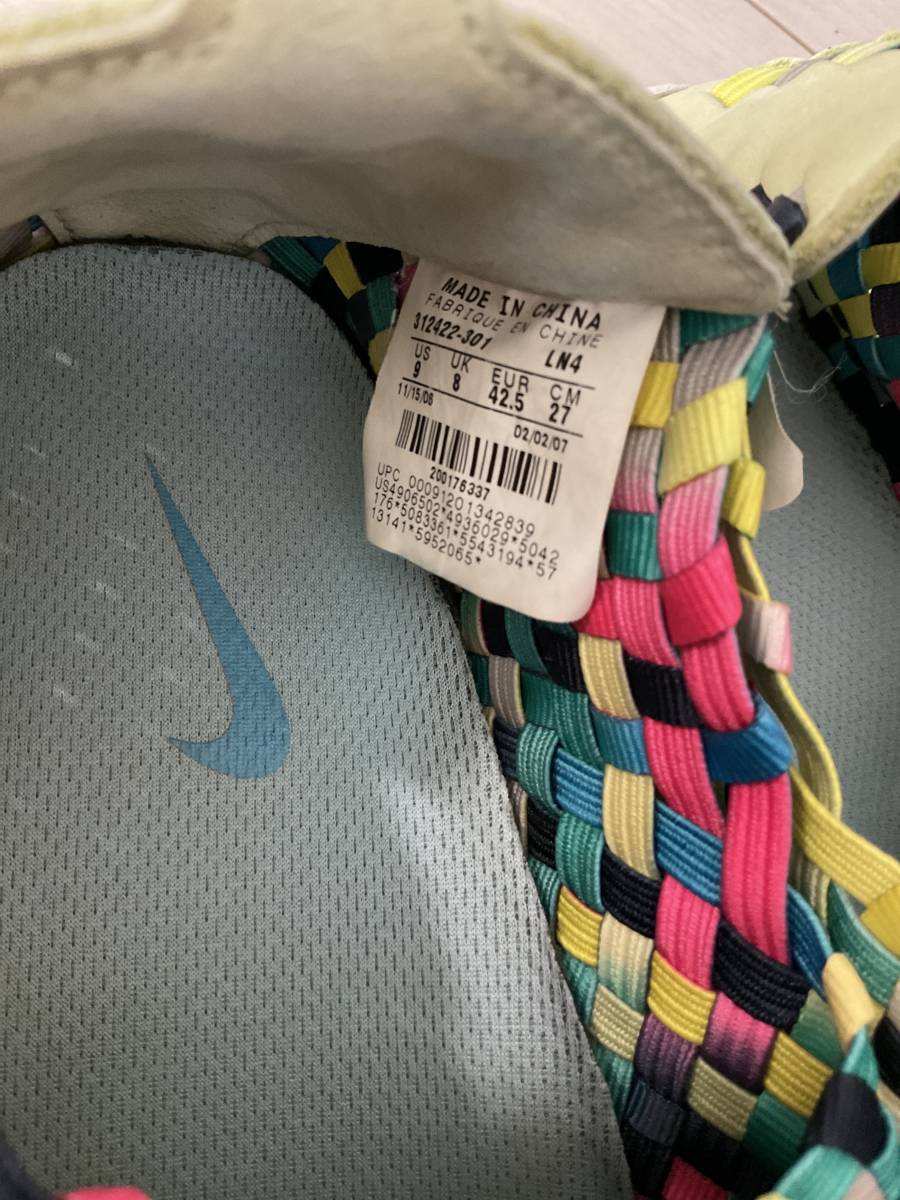 MADE IN CHINA
FABRIQUE EN CHINE
312422-301 LN4
US UK EUR CM
9 8 42.5 27
11/15/06 02/02/07
200176337
UPC 00091201342839
US4906502*4936029*5042
176*5083361*5543194*57
13141*5952065*